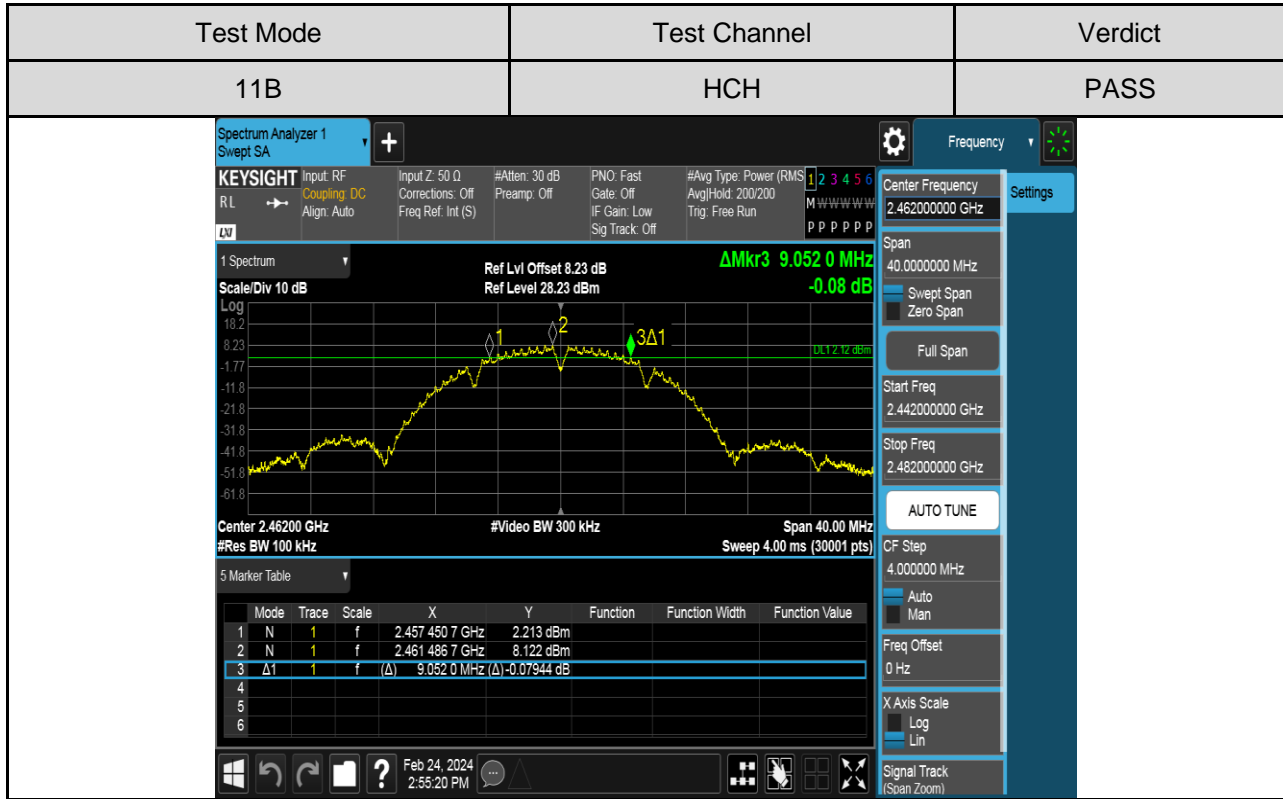 Test Mode Test Channel Verdict
11B HCH PASS
Spectrum Analyzer 1
Swept SA
+
Frequency
KEYSIGHT
RL
LXI
Input: RF
Coupling: DC
Align: Auto
Input Z: 50 Ω
Corrections: Off
Freq Ref: Int (S)
#Atten: 30 dB
Preamp: Off
PNO: Fast
Gate: Off
IF Gain: Low
Sig Track: Off
#Avg Type: Power (RMS
Avg|Hold: 200/200
Trig: Free Run
1 2 3 4 5 6
M W W W W W
P P P P P P
1 Spectrum
Scale/Div 10 dB
Ref Lvl Offset 8.23 dB
Ref Level 28.23 dBm
ΔMkr3 9.052 0 MHz
-0.08 dB
Log
18.2
8.23
-1.77
-11.8
-21.8
-31.8
-41.8
-51.8
-61.8
1
2
3Δ1
DL1 2.12 dBm
Center 2.46200 GHz #Video BW 300 kHz Span 40.00 MHz
#Res BW 100 kHz Sweep 4.00 ms (30001 pts)
5 Marker Table
Mode Trace Scale X Y Function Function Width Function Value
1 N 1 f 2.457 450 7 GHz 2.213 dBm
2 N 1 f 2.461 486 7 GHz 8.122 dBm
3 Δ1 1 f (Δ) 9.052 0 MHz (Δ) -0.07944 dB
4
5
6
Center Frequency
2.462000000 GHz
Settings
Span
40.0000000 MHz
Swept Span
Zero Span
Full Span
Start Freq
2.442000000 GHz
Stop Freq
2.482000000 GHz
AUTO TUNE
CF Step
4.000000 MHz
Auto
Man
Freq Offset
0 Hz
X Axis Scale
Log
Lin
Signal Track
(Span Zoom)
?
Feb 24, 2024
2:55:20 PM